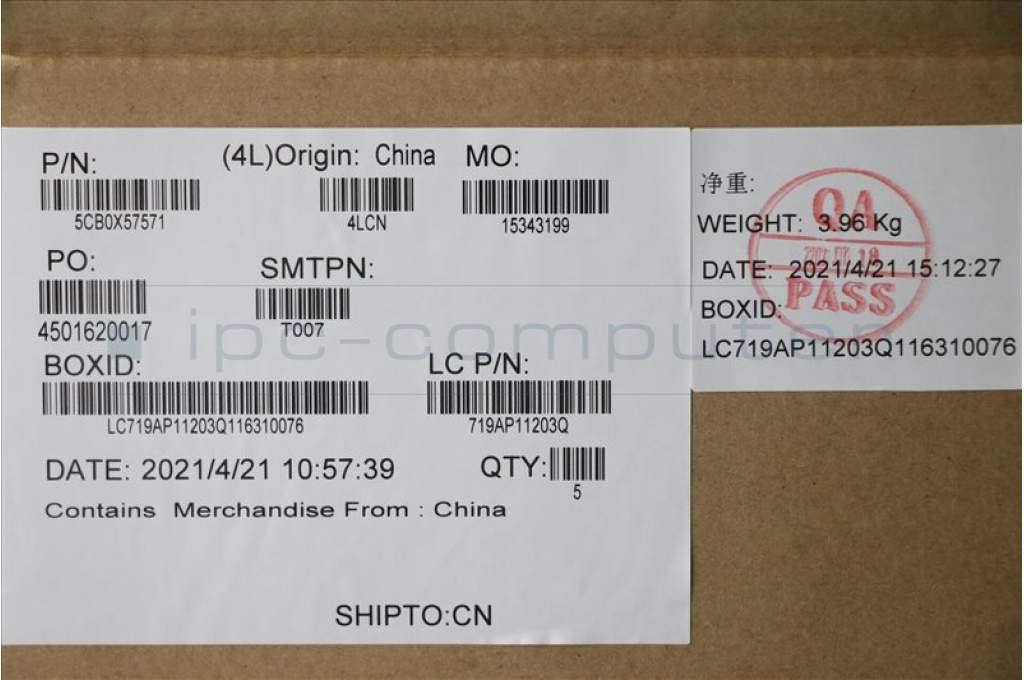 P/N:
5CB0X57571
(4L)Origin: China
4LCN
MO:
15343199
PO:
4501620017
SMTPN:
T007
BOXID:
LC719AP11203Q116310076
LC P/N:
719AP11203Q
DATE: 2021/4/21 10:57:39
QTY:
5
Contains Merchandise From : China
SHIPTO:CN
净重:
WEIGHT: 3.96 Kg
DATE: 2021/4/21 15:12:27
BOXID:
LC719AP11203Q116310076
QA
PASS
ipc-computer